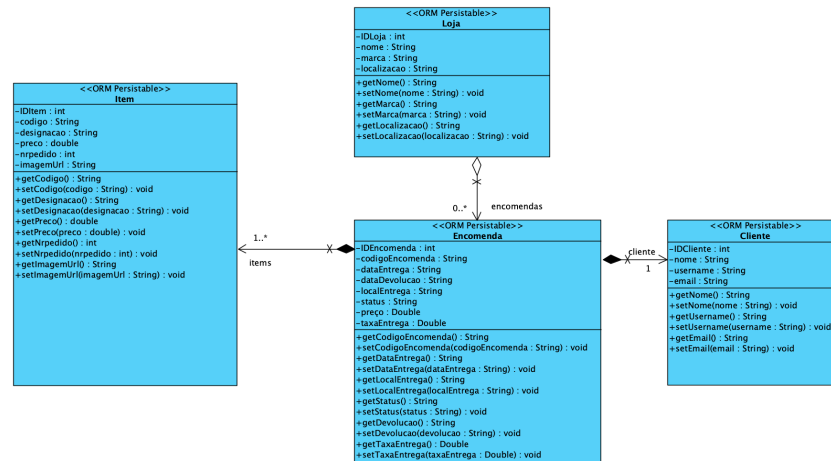 <<ORM Persistable>>
Loja
-IDLoja : int
-nome : String
-marca : String
-localizacao : String
+getNome() : String
+setNome(nome : String) : void
+getMarca() : String
+setMarca(marca : String) : void
+getLocalizacao() : String
+setLocalizacao(localizacao : String) : void
<<ORM Persistable>>
Item
-IDItem : int
-codigo : String
-designacao : String
-preco : double
-nrpedido : int
-imagemUrl : String
+getCodigo() : String
+setCodigo(codigo : String) : void
+getDesignacao() : String
+setDesignacao(designacao : String) : void
+getPreco() : double
+setPreco(preco : double) : void
+getNrpedido() : int
+setNrpedido(nrpedido : int) : void
+getImagemUrl() : String
+setImagemUrl(imagemUrl : String) : void
0..*
encomendas
1..*
items
<<ORM Persistable>>
Encomenda
-IDEncomenda : int
-codigoEncomenda : String
-dataEntrega : String
-dataDevolucao : String
-localEntrega : String
-status : String
-preço : Double
-taxaEntrega : Double
+getCodigoEncomenda() : String
+setCodigoEncomenda(codigoEncomenda : String) : void
+getDataEntrega() : String
+setDataEntrega(dataEntrega : String) : void
+getLocalEntrega() : String
+setLocalEntrega(localEntrega : String) : void
+getStatus() : String
+setStatus(status : String) : void
+getDevolucao() : String
+setDevolucao(devolucao : String) : void
+getTaxaEntrega() : Double
+setTaxaEntrega(taxaEntrega : Double) : void
cliente
1
<<ORM Persistable>>
Cliente
-IDCliente : int
-nome : String
-username : String
-email : String
+getNome() : String
+setNome(nome : String) : void
+getUsername() : String
+setUsername(username : String) : void
+getEmail() : String
+setEmail(email : String) : void